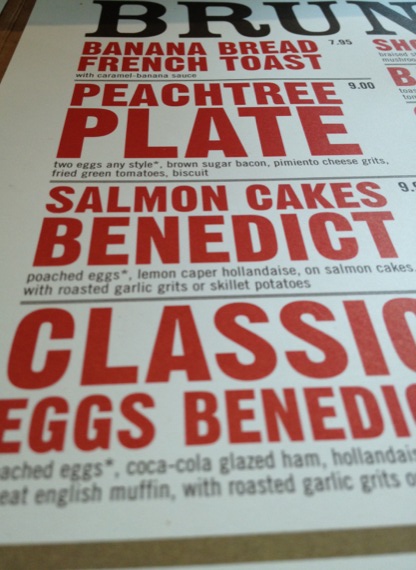 BRUN
BANANA BREAD 7.95
FRENCH TOAST
with caramel-banana sauce
PEACHTREE 9.00
PLATE
two eggs any style*, brown sugar bacon, pimiento cheese grits,
fried green tomatoes, biscuit
SALMON CAKES 9.
BENEDICT
poached eggs*, lemon caper hollandaise, on salmon cakes,
with roasted garlic grits or skillet potatoes
CLASSIC
EGGS BENEDI
ached eggs*, coca-cola glazed ham, hollandais
eat english muffin, with roasted garlic grits o
SHO
B